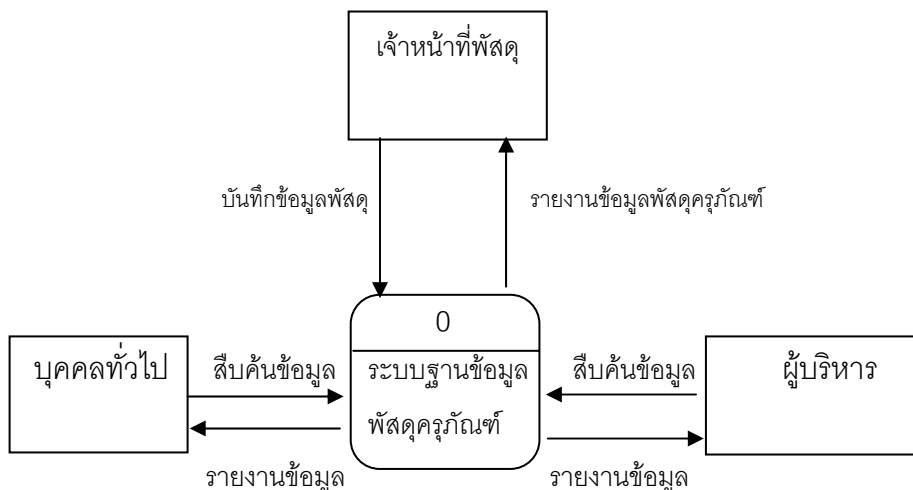 เจ้าหน้าที่พัสดุ
บันทึกข้อมูลพัสดุ
รายงานข้อมูลพัสดุครุภัณฑ์
0
บุคคลทั่วไป
สืบค้นข้อมูล
ระบบฐานข้อมูล
พัสดุครุภัณฑ์
สืบค้นข้อมูล
ผู้บริหาร
รายงานข้อมูล
รายงานข้อมูล